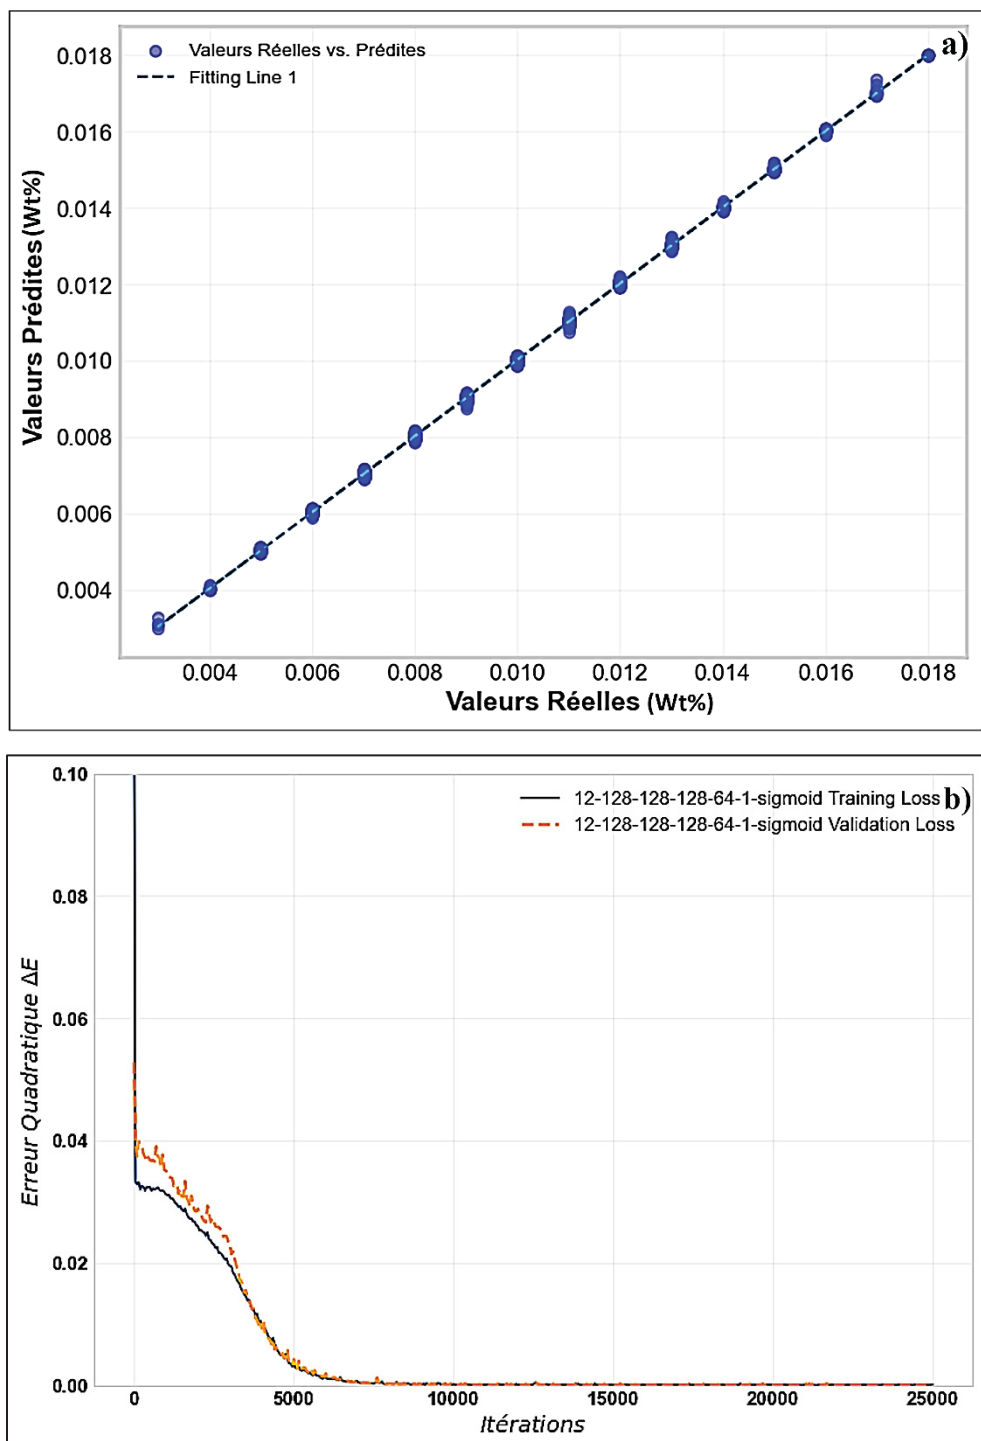 a)
Valeurs Réelles vs. Prédites
Fitting Line 1
Valeurs Prédites (Wt%)
0.018
0.016
0.014
0.012
0.010
0.008
0.006
0.004
0.004 0.006 0.008 0.010 0.012 0.014 0.016 0.018
Valeurs Réelles (Wt%)
b)
12-128-128-128-64-1-sigmoid Training Loss
12-128-128-128-64-1-sigmoid Validation Loss
Erreur Quadratique ΔE
0.10
0.08
0.06
0.04
0.02
0.00
0 5000 10000 15000 20000 25000
Itérations